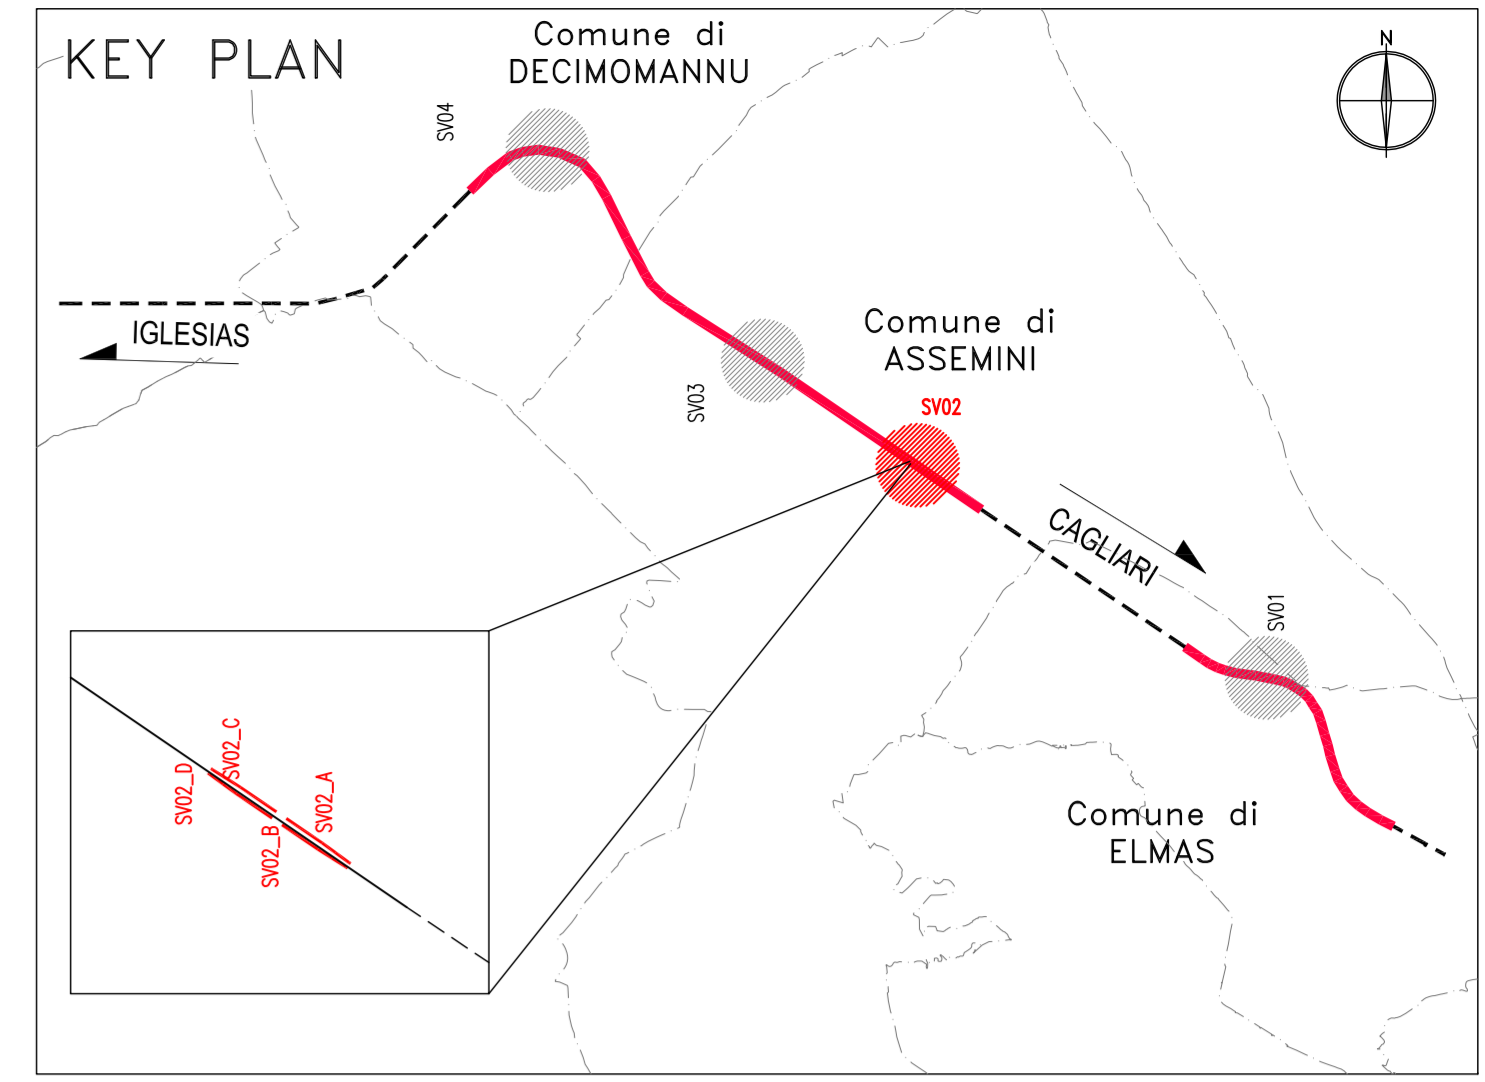 KEY PLAN
Comune di
DECIMOMANNU
N
SV04
IGLESIAS
Comune di
ASSEMINI
SV03
SV02
CAGLIARI
SV01
SV02_C
SV02_D
SV02_A
SV02_B
Comune di
ELMAS